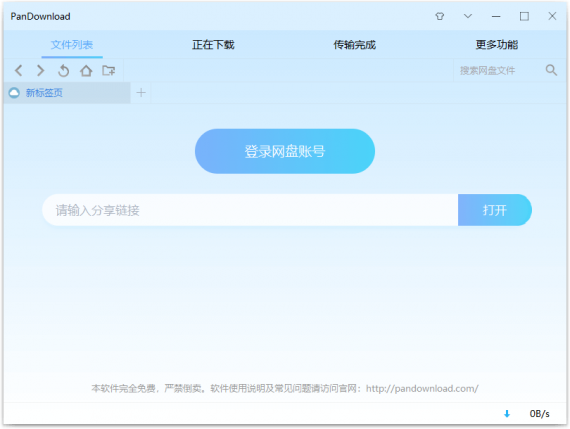 PanDownload
文件列表 正在下载 传输完成 更多功能
搜索网盘文件
新标签页
登录网盘账号
请输入分享链接 打开
本软件完全免费，严禁倒卖。软件使用说明及常见问题请访问官网：http://pandownload.com/
0B/s